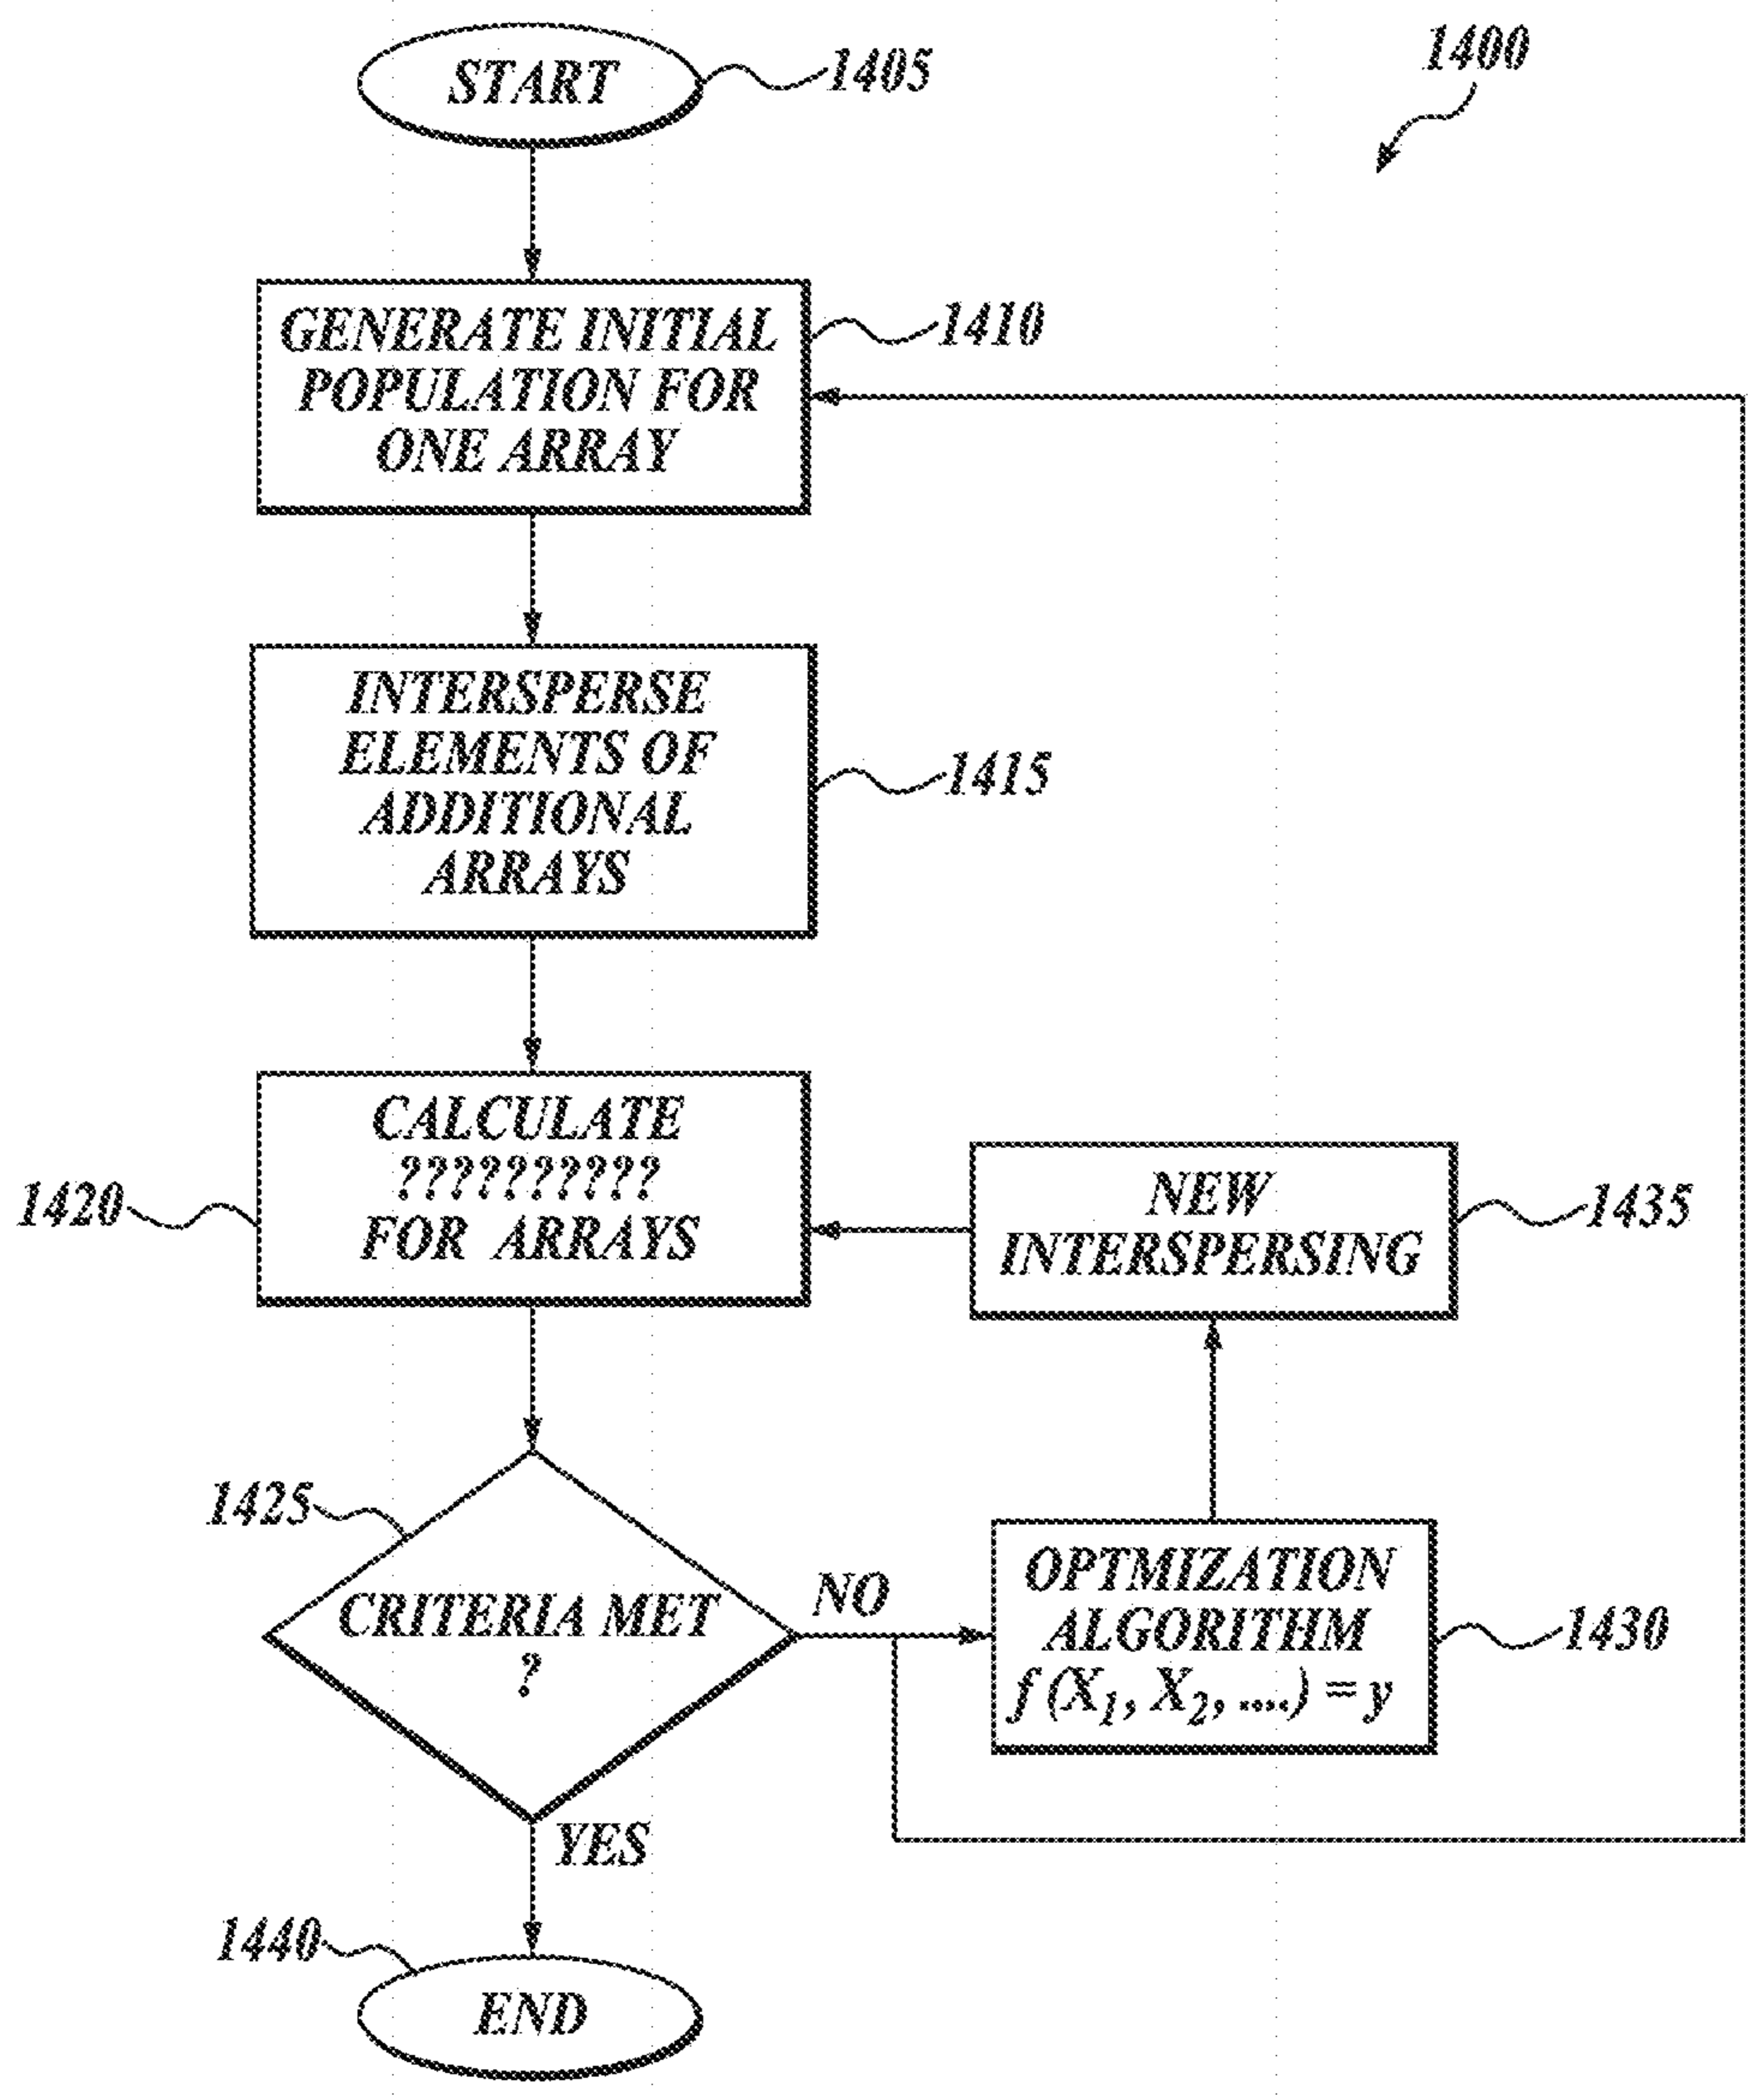 1400
START
1405
GENERATE INITIAL
POPULATION FOR
ONE ARRAY
1410
INTERSPERSE
ELEMENTS OF
ADDITIONAL
ARRAYS
1415
CALCULATE
??????????
FOR ARRAYS
1420
NEW
INTERSPERSING
1435
1425
CRITERIA MET
?
NO
OPTMIZATION
ALGORITHM
f (X1, X2, ....) = y
1430
YES
1440
END